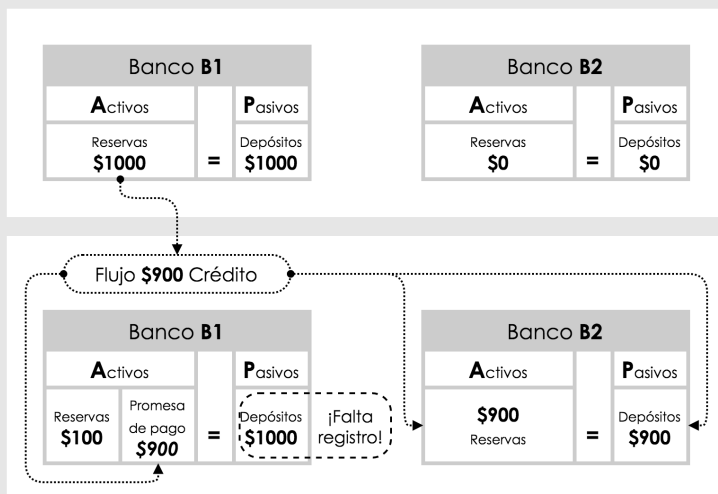 Banco B1
Activos
Pasivos
Reservas
$1000
=
Depósitos
$1000
Banco B2
Activos
Pasivos
Reservas
$0
=
Depósitos
$0
Flujo $900 Crédito
Banco B1
Activos
Pasivos
Reservas
$100
Promesa
de pago
$900
=
Depósitos
$1000
¡Falta
registro!
Banco B2
Activos
Pasivos
$900
Reservas
=
Depósitos
$900